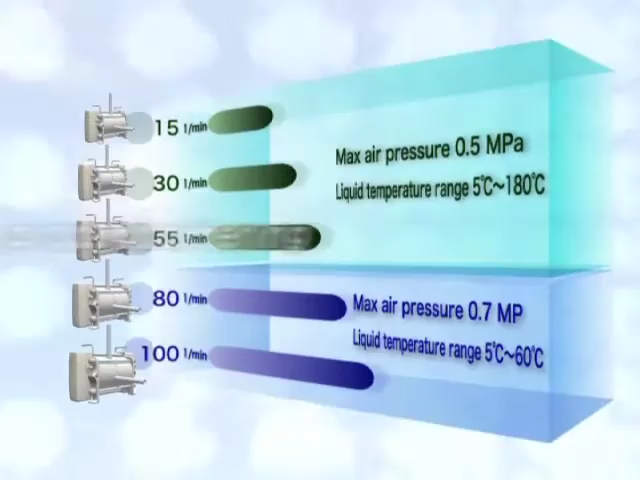 15 l/min
30 l/min
55 l/min
80 l/min
100 l/min
Max air pressure 0.5 MPa
Liquid temperature range 5℃~180℃
Max air pressure 0.7 MP
Liquid temperature range 5℃~60℃